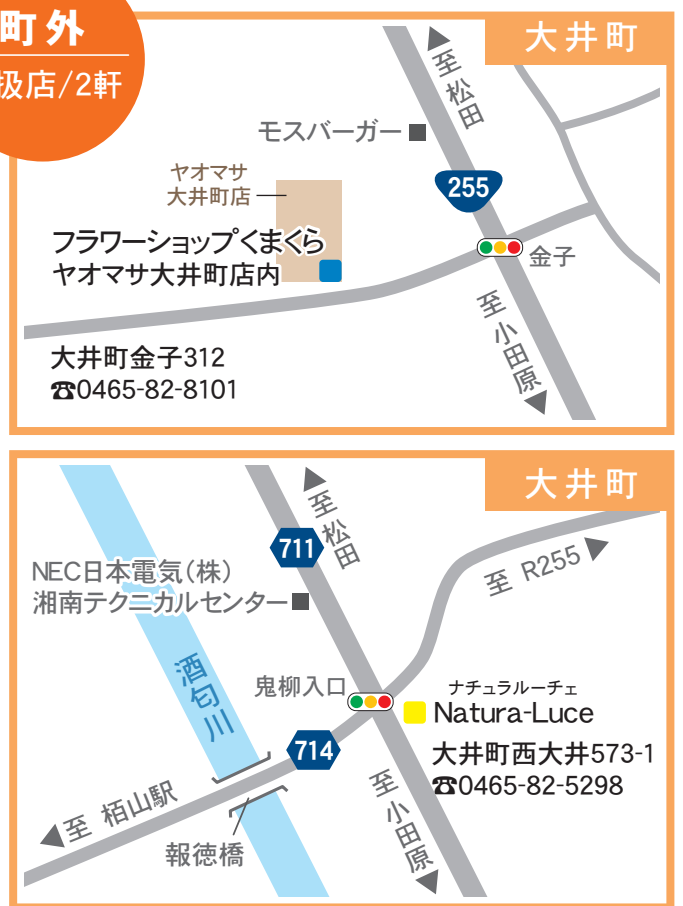 町外
扱店/2軒
大井町
至松田
モスバーガー
ヤオマサ
大井町店
255
フラワーショップくまくら
ヤオマサ大井町店内
金子
至小田原
大井町金子312
☎0465-82-8101
大井町
至松田
711
NEC日本電気(株)
湘南テクニカルセンター
至 R255
酒匂川
鬼柳入口
ナチュラルーチェ
Natura-Luce
714
大井町西大井573-1
☎0465-82-5298
至 栢山駅
至小田原
報徳橋